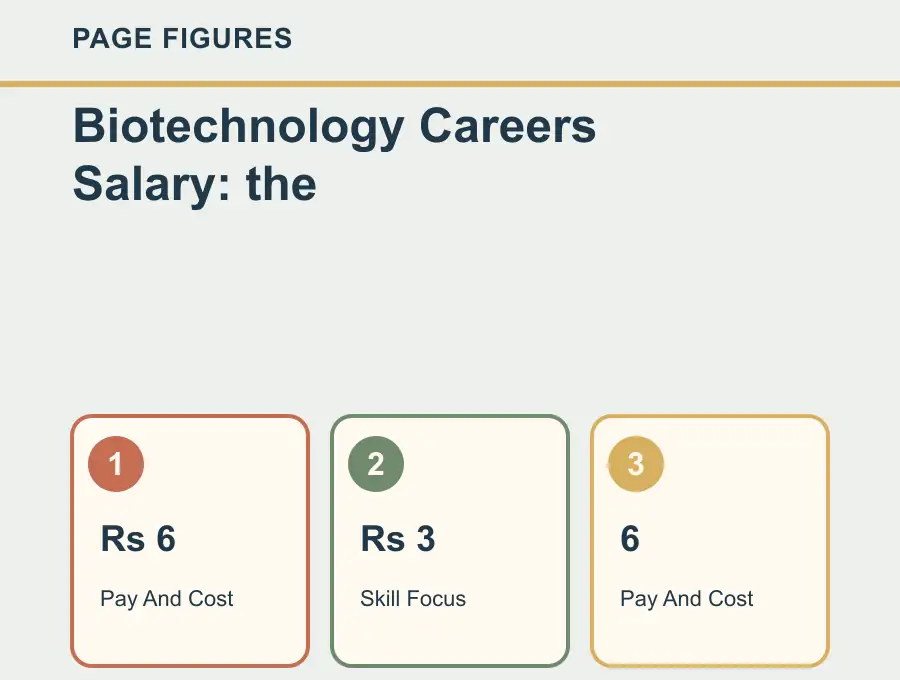 PAGE FIGURES
Biotechnology Careers
Salary: the
1
Rs 6
Pay And Cost
2
Rs 3
Skill Focus
3
6
Pay And Cost